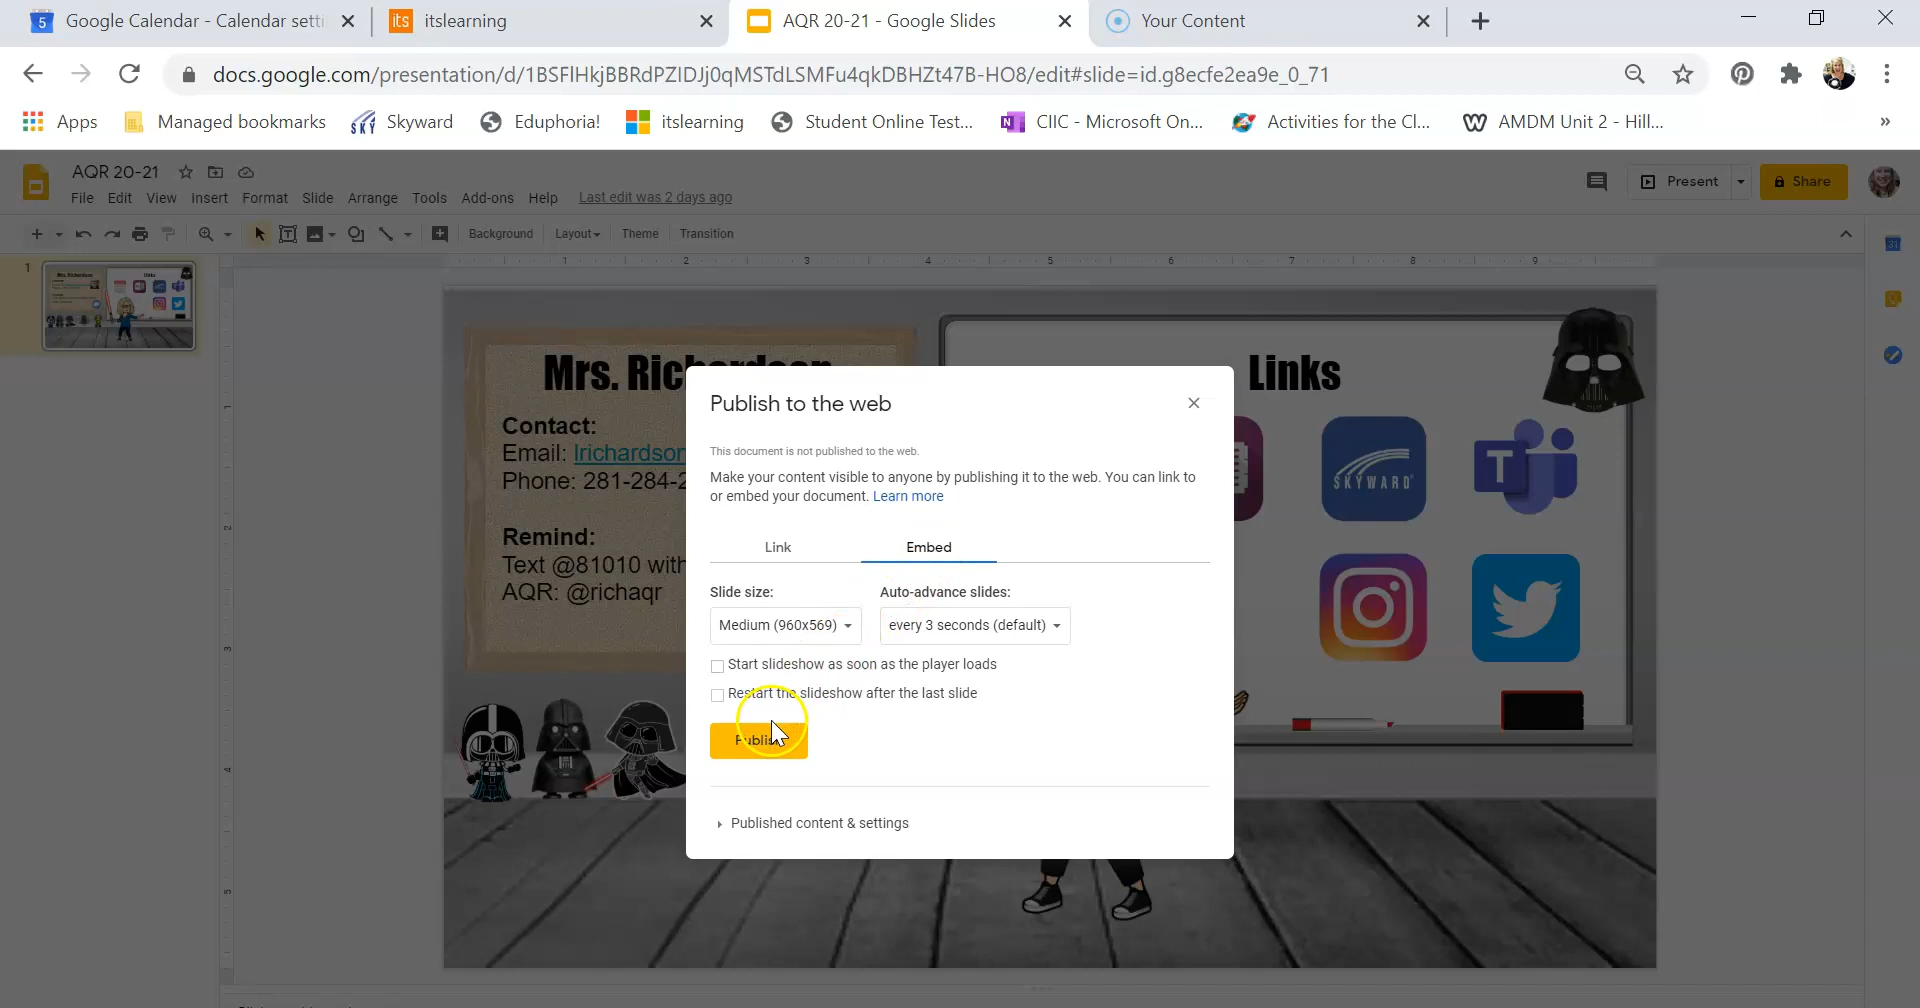 Google Calendar - Calendar setti
itslearning
AQR 20-21 - Google Slides
Your Content
docs.google.com/presentation/d/1BSFlHkjBBRdPZIDJj0qMSTdLSMFu4qkDBHZt47B-HO8/edit#slide=id.g8ecfe2ea9e_0_71
Apps
Managed bookmarks
Skyward
Eduphoria!
itslearning
Student Online Test...
CIIC - Microsoft On...
Activities for the Cl...
AMDM Unit 2 - Hill...
AQR 20-21
File Edit View Insert Format Slide Arrange Tools Add-ons Help Last edit was 2 days ago
Present
Share
Background Layout Theme Transition
1
Mrs. Ric
Links
Contact:
Email: lrichardson
Phone: 281-284-2
Remind:
Text @81010 with
AQR: @richaqr
SKYWARD
Publish to the web
This document is not published to the web.
Make your content visible to anyone by publishing it to the web. You can link to
or embed your document. Learn more
Link
Embed
Slide size:
Auto-advance slides:
Medium (960x569)
every 3 seconds (default)
Start slideshow as soon as the player loads
Restart the slideshow after the last slide
Publish
Published content & settings